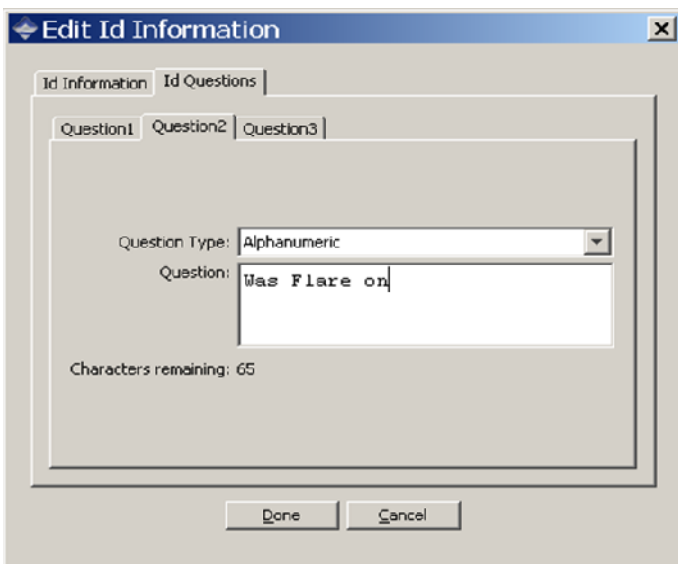 Edit Id Information
Id Information Id Questions
Question1 Question2 Question3
Question Type: Alphanumeric
Question: Was Flare on
Characters remaining: 65
Done Cancel